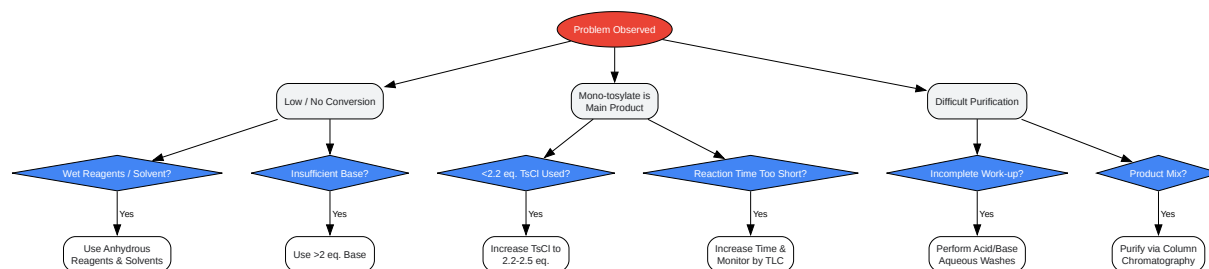 Problem Observed
Low / No Conversion
Mono-tosylate is
Main Product
Difficult Purification
Wet Reagents / Solvent?
Insufficient Base?
<2.2 eq. TsCl Used?
Reaction Time Too Short?
Incomplete Work-up?
Product Mix?
Yes
Yes
Yes
Yes
Yes
Yes
Use Anhydrous
Reagents & Solvents
Use >2 eq. Base
Increase TsCl to
2.2-2.5 eq.
Increase Time &
Monitor by TLC
Perform Acid/Base
Aqueous Washes
Purify via Column
Chromatography